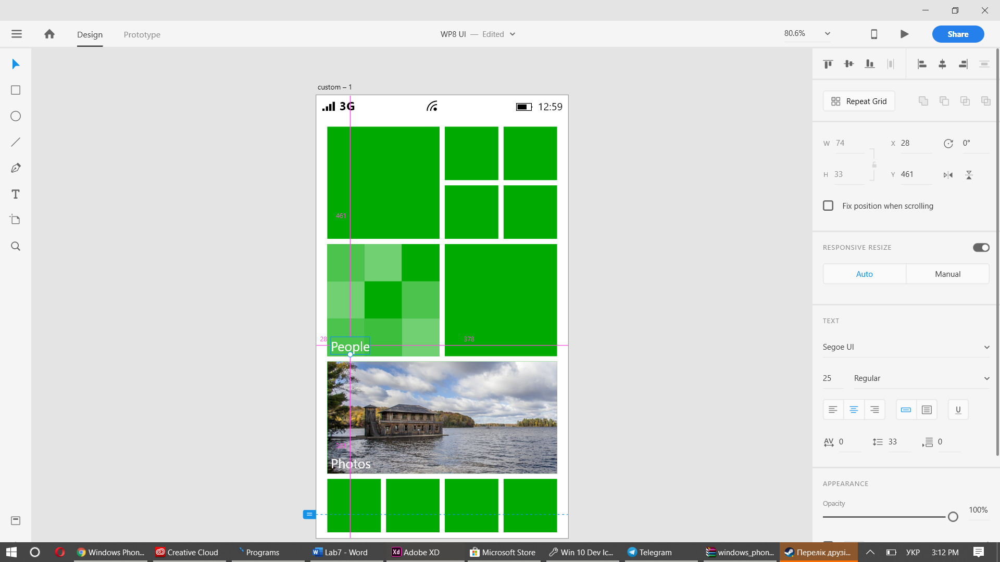 Design
Prototype
WP8 UI — Edited
80.6%
Share
custom – 1
3G
12:59
461
28
378
People
Photos
Repeat Grid
W 74
X 28
0°
H 33
Y 461
Fix position when scrolling
RESPONSIVE RESIZE
Auto
Manual
TEXT
Segoe UI
25
Regular
U
AV 0
33
0
APPEARANCE
Opacity
100%
Windows Phon...
Creative Cloud
Programs
Lab7 - Word
Xd Adobe XD
Microsoft Store
Win 10 Dev Ic...
Telegram
windows_phon...
Перелік друзі...
УКР
3:12 PM